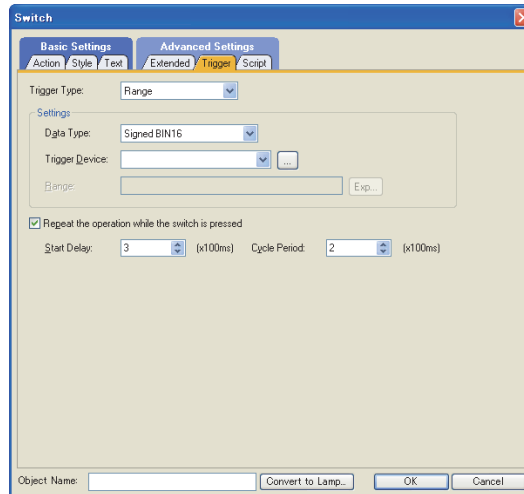 Switch
Basic Settings Advanced Settings
Action Style Text Extended Trigger Script
Trigger Type: Range
Settings
Data Type: Signed BIN16
Trigger Device: ...
Range: Exp...
Repeat the operation while the switch is pressed
Start Delay: 3 (x100ms) Cycle Period: 2 (x100ms)
Object Name: Convert to Lamp... OK Cancel